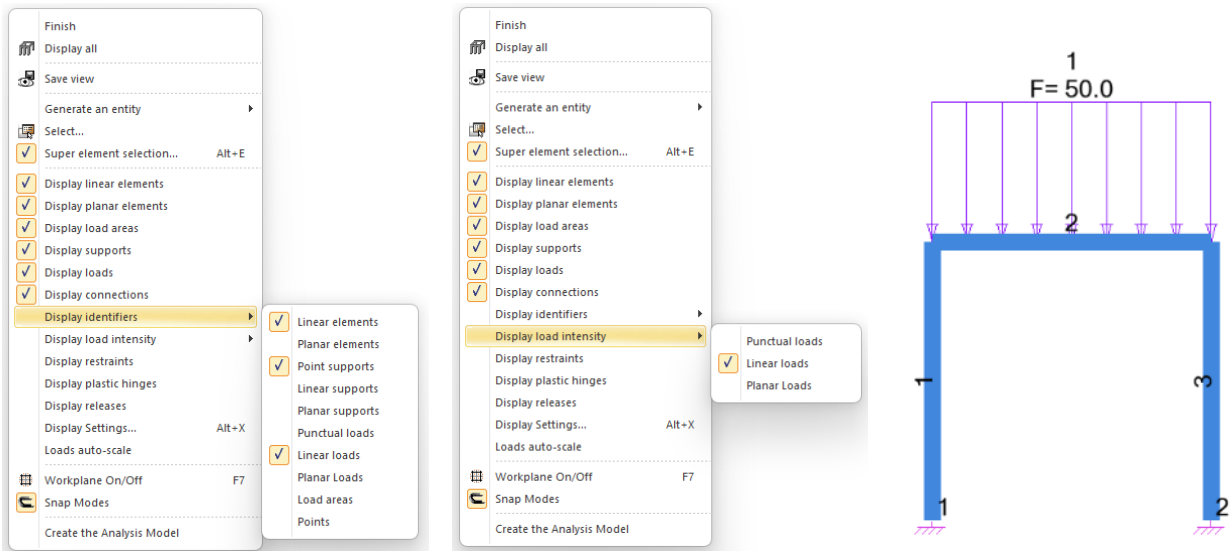 Finish
Display all
Save view
Generate an entity
Select...
Super element selection... Alt+E
Display linear elements
Display planar elements
Display load areas
Display supports
Display loads
Display connections
Display identifiers
Display load intensity
Display restraints
Display plastic hinges
Display releases
Display Settings... Alt+X
Loads auto-scale
Workplane On/Off F7
Snap Modes
Create the Analysis Model
Linear elements
Planar elements
Point supports
Linear supports
Planar supports
Punctual loads
Linear loads
Planar Loads
Load areas
Points
Finish
Display all
Save view
Generate an entity
Select...
Super element selection... Alt+E
Display linear elements
Display planar elements
Display load areas
Display supports
Display loads
Display connections
Display identifiers
Display load intensity
Display restraints
Display plastic hinges
Display releases
Display Settings... Alt+X
Loads auto-scale
Workplane On/Off F7
Snap Modes
Create the Analysis Model
Punctual loads
Linear loads
Planar Loads
1
F= 50.0
2
1
3
1
2